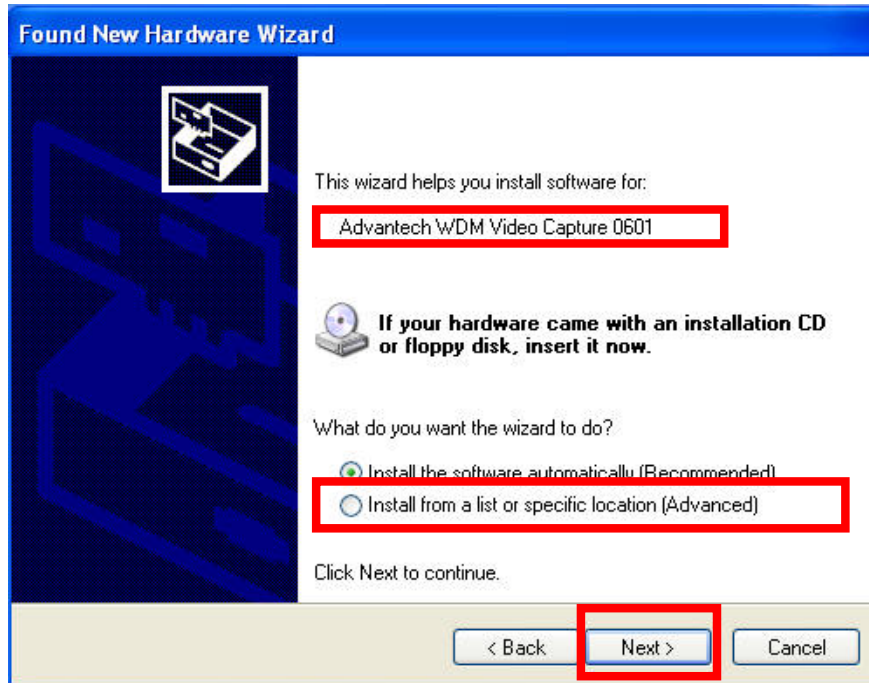 Found New Hardware Wizard
This wizard helps you install software for:
Advantech WDM Video Capture 0601
If your hardware came with an installation CD
or floppy disk, insert it now.
What do you want the wizard to do?
Install the software automatically (Recommended)
Install from a list or specific location (Advanced)
Click Next to continue.
< Back
Next >
Cancel